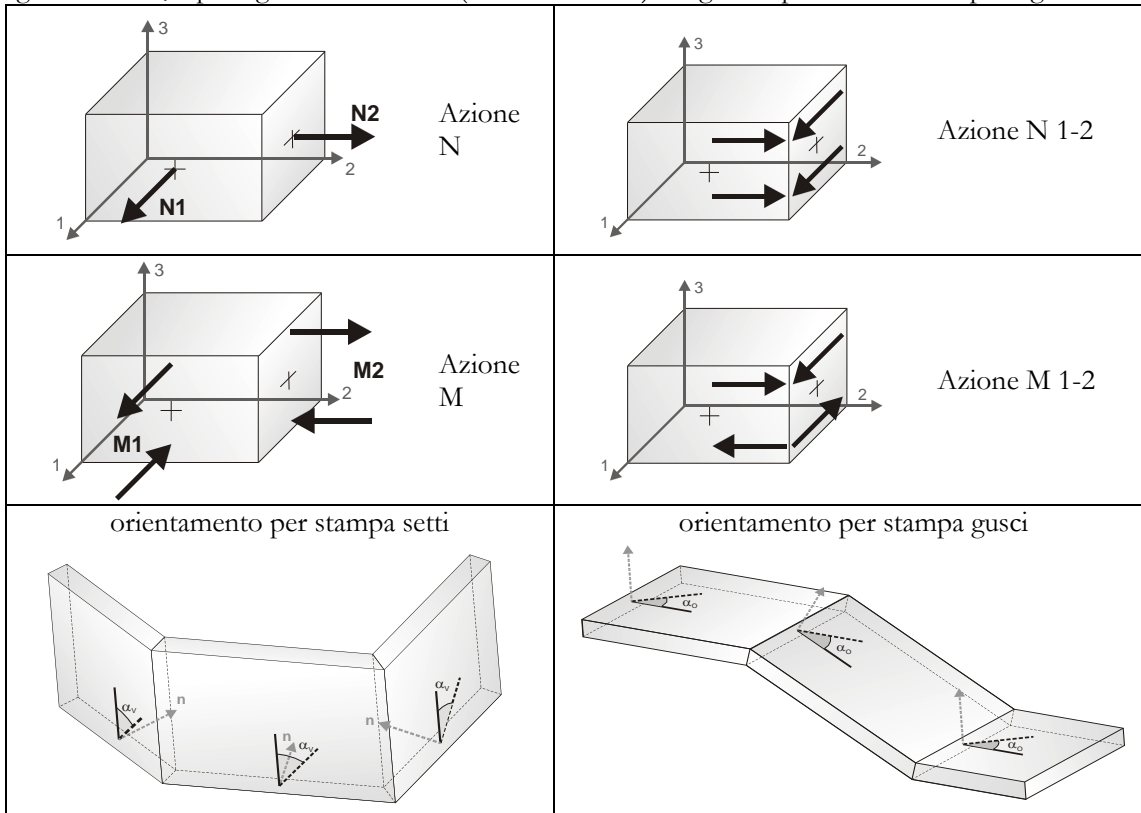 3
N2
Azione
N
2
N1
1
3
Azione N 1-2
2
1
3
M2
Azione
M
2
M1
1
3
Azione M 1-2
2
1
orientamento per stampa setti
αv
n
n
αv
n
αv
orientamento per stampa gusci
αo
αo
αo